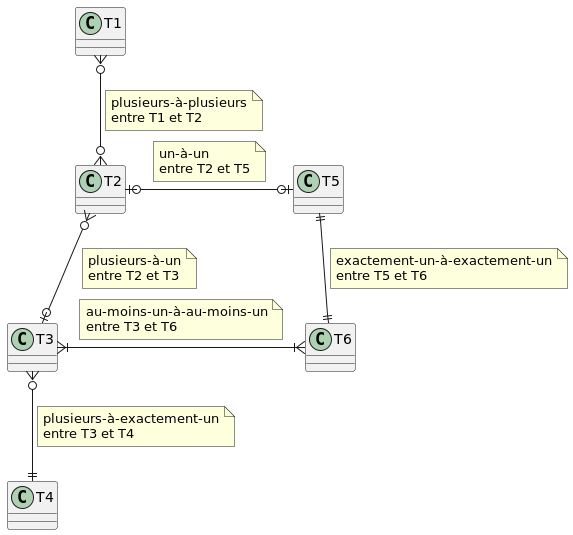 C T1
plusieurs-à-plusieurs
entre T1 et T2
un-à-un
entre T2 et T5
C T2
C T5
plusieurs-à-un
entre T2 et T3
exactement-un-à-exactement-un
entre T5 et T6
au-moins-un-à-au-moins-un
entre T3 et T6
C T3
C T6
plusieurs-à-exactement-un
entre T3 et T4
C T4